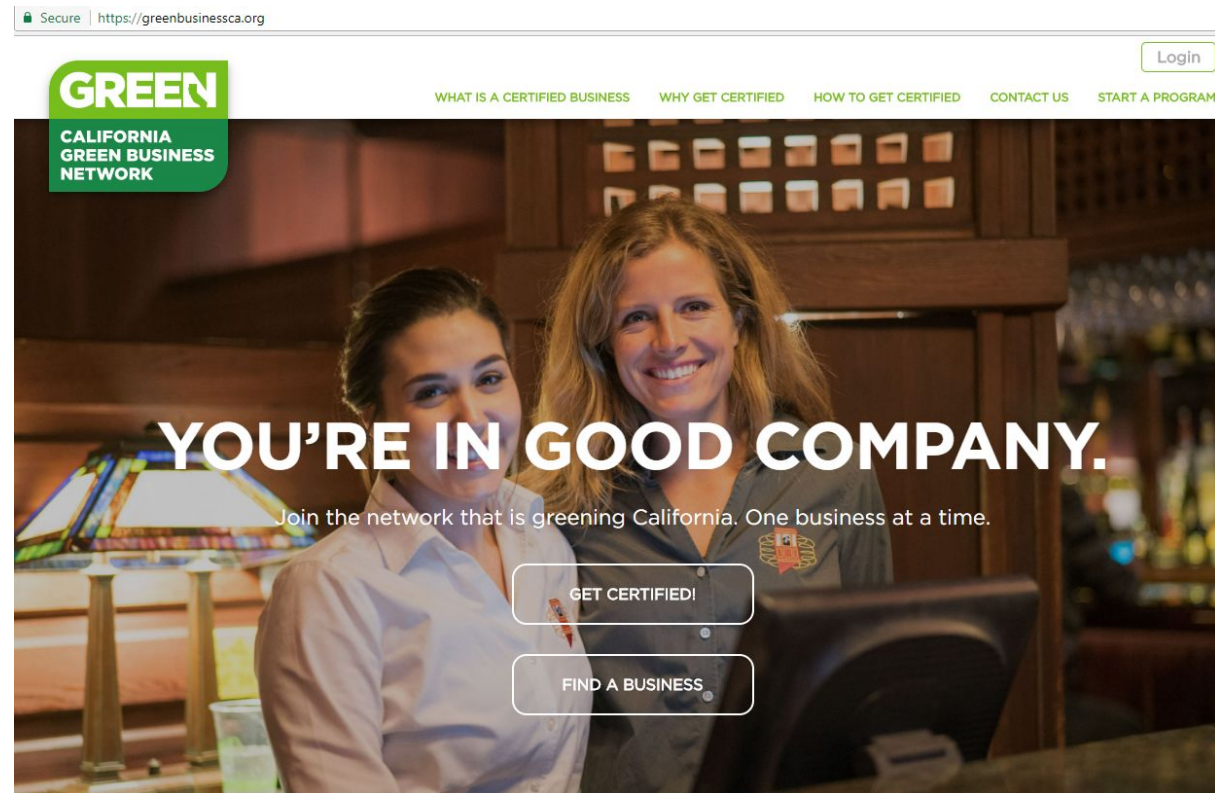 Secure | https://greenbusinessca.org
Login
GREEN
CALIFORNIA
GREEN BUSINESS
NETWORK
WHAT IS A CERTIFIED BUSINESS WHY GET CERTIFIED HOW TO GET CERTIFIED CONTACT US START A PROGRAM
YOU'RE IN GOOD COMPANY.
Join the network that is greening California. One business at a time.
GET CERTIFIED!
FIND A BUSINESS